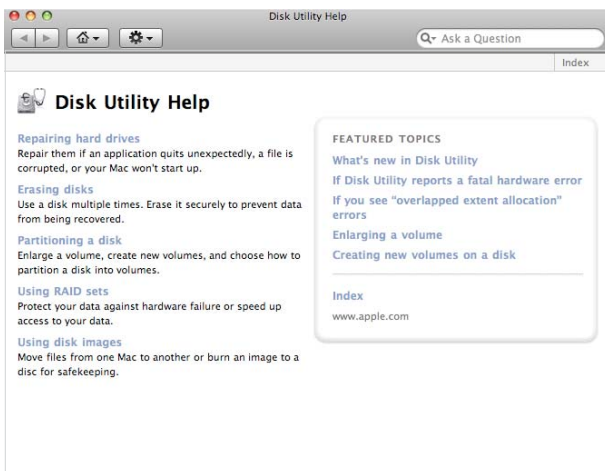 Disk Utility Help
Ask a Question
Index
Disk Utility Help
Repairing hard drives
Repair them if an application quits unexpectedly, a file is
corrupted, or your Mac won't start up.
Erasing disks
Use a disk multiple times. Erase it securely to prevent data
from being recovered.
Partitioning a disk
Enlarge a volume, create new volumes, and choose how to
partition a disk into volumes.
Using RAID sets
Protect your data against hardware failure or speed up
access to your data.
Using disk images
Move files from one Mac to another or burn an image to a
disc for safekeeping.
FEATURED TOPICS
What's new in Disk Utility
If Disk Utility reports a fatal hardware error
If you see “overlapped extent allocation”
errors
Enlarging a volume
Creating new volumes on a disk
Index
www.apple.com